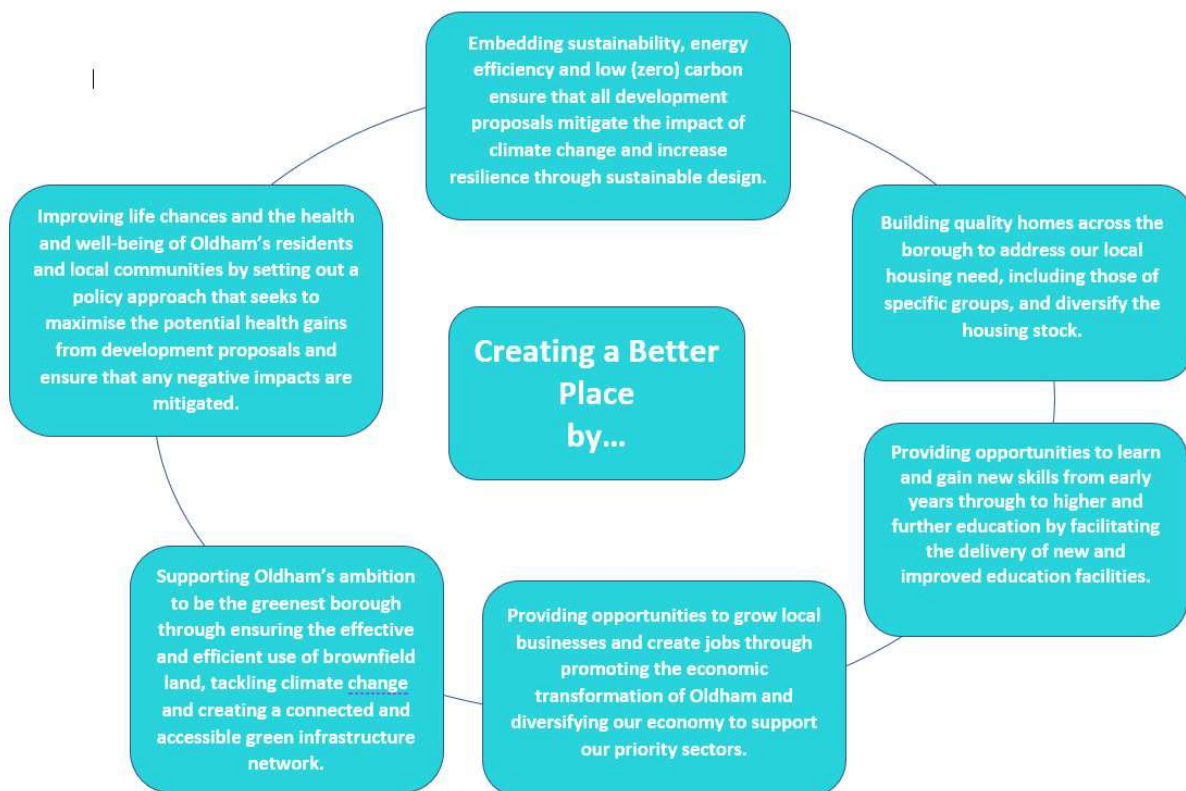 Embedding sustainability, energy
efficiency and low (zero) carbon
ensure that all development
proposals mitigate the impact of
climate change and increase
resilience through sustainable design.
Building quality homes across the
borough to address our local
housing need, including those of
specific groups, and diversify the
housing stock.
Providing opportunities to learn
and gain new skills from early
years through to higher and
further education by facilitating
the delivery of new and
improved education facilities.
Providing opportunities to grow local
businesses and create jobs through
promoting the economic
transformation of Oldham and
diversifying our economy to support
our priority sectors.
Supporting Oldham’s ambition
to be the greenest borough
through ensuring the effective
and efficient use of brownfield
land, tackling climate change
and creating a connected and
accessible green infrastructure
network.
Improving life chances and the health
and well-being of Oldham’s residents
and local communities by setting out a
policy approach that seeks to
maximise the potential health gains
from development proposals and
ensure that any negative impacts are
mitigated.
Creating a Better
Place
by…